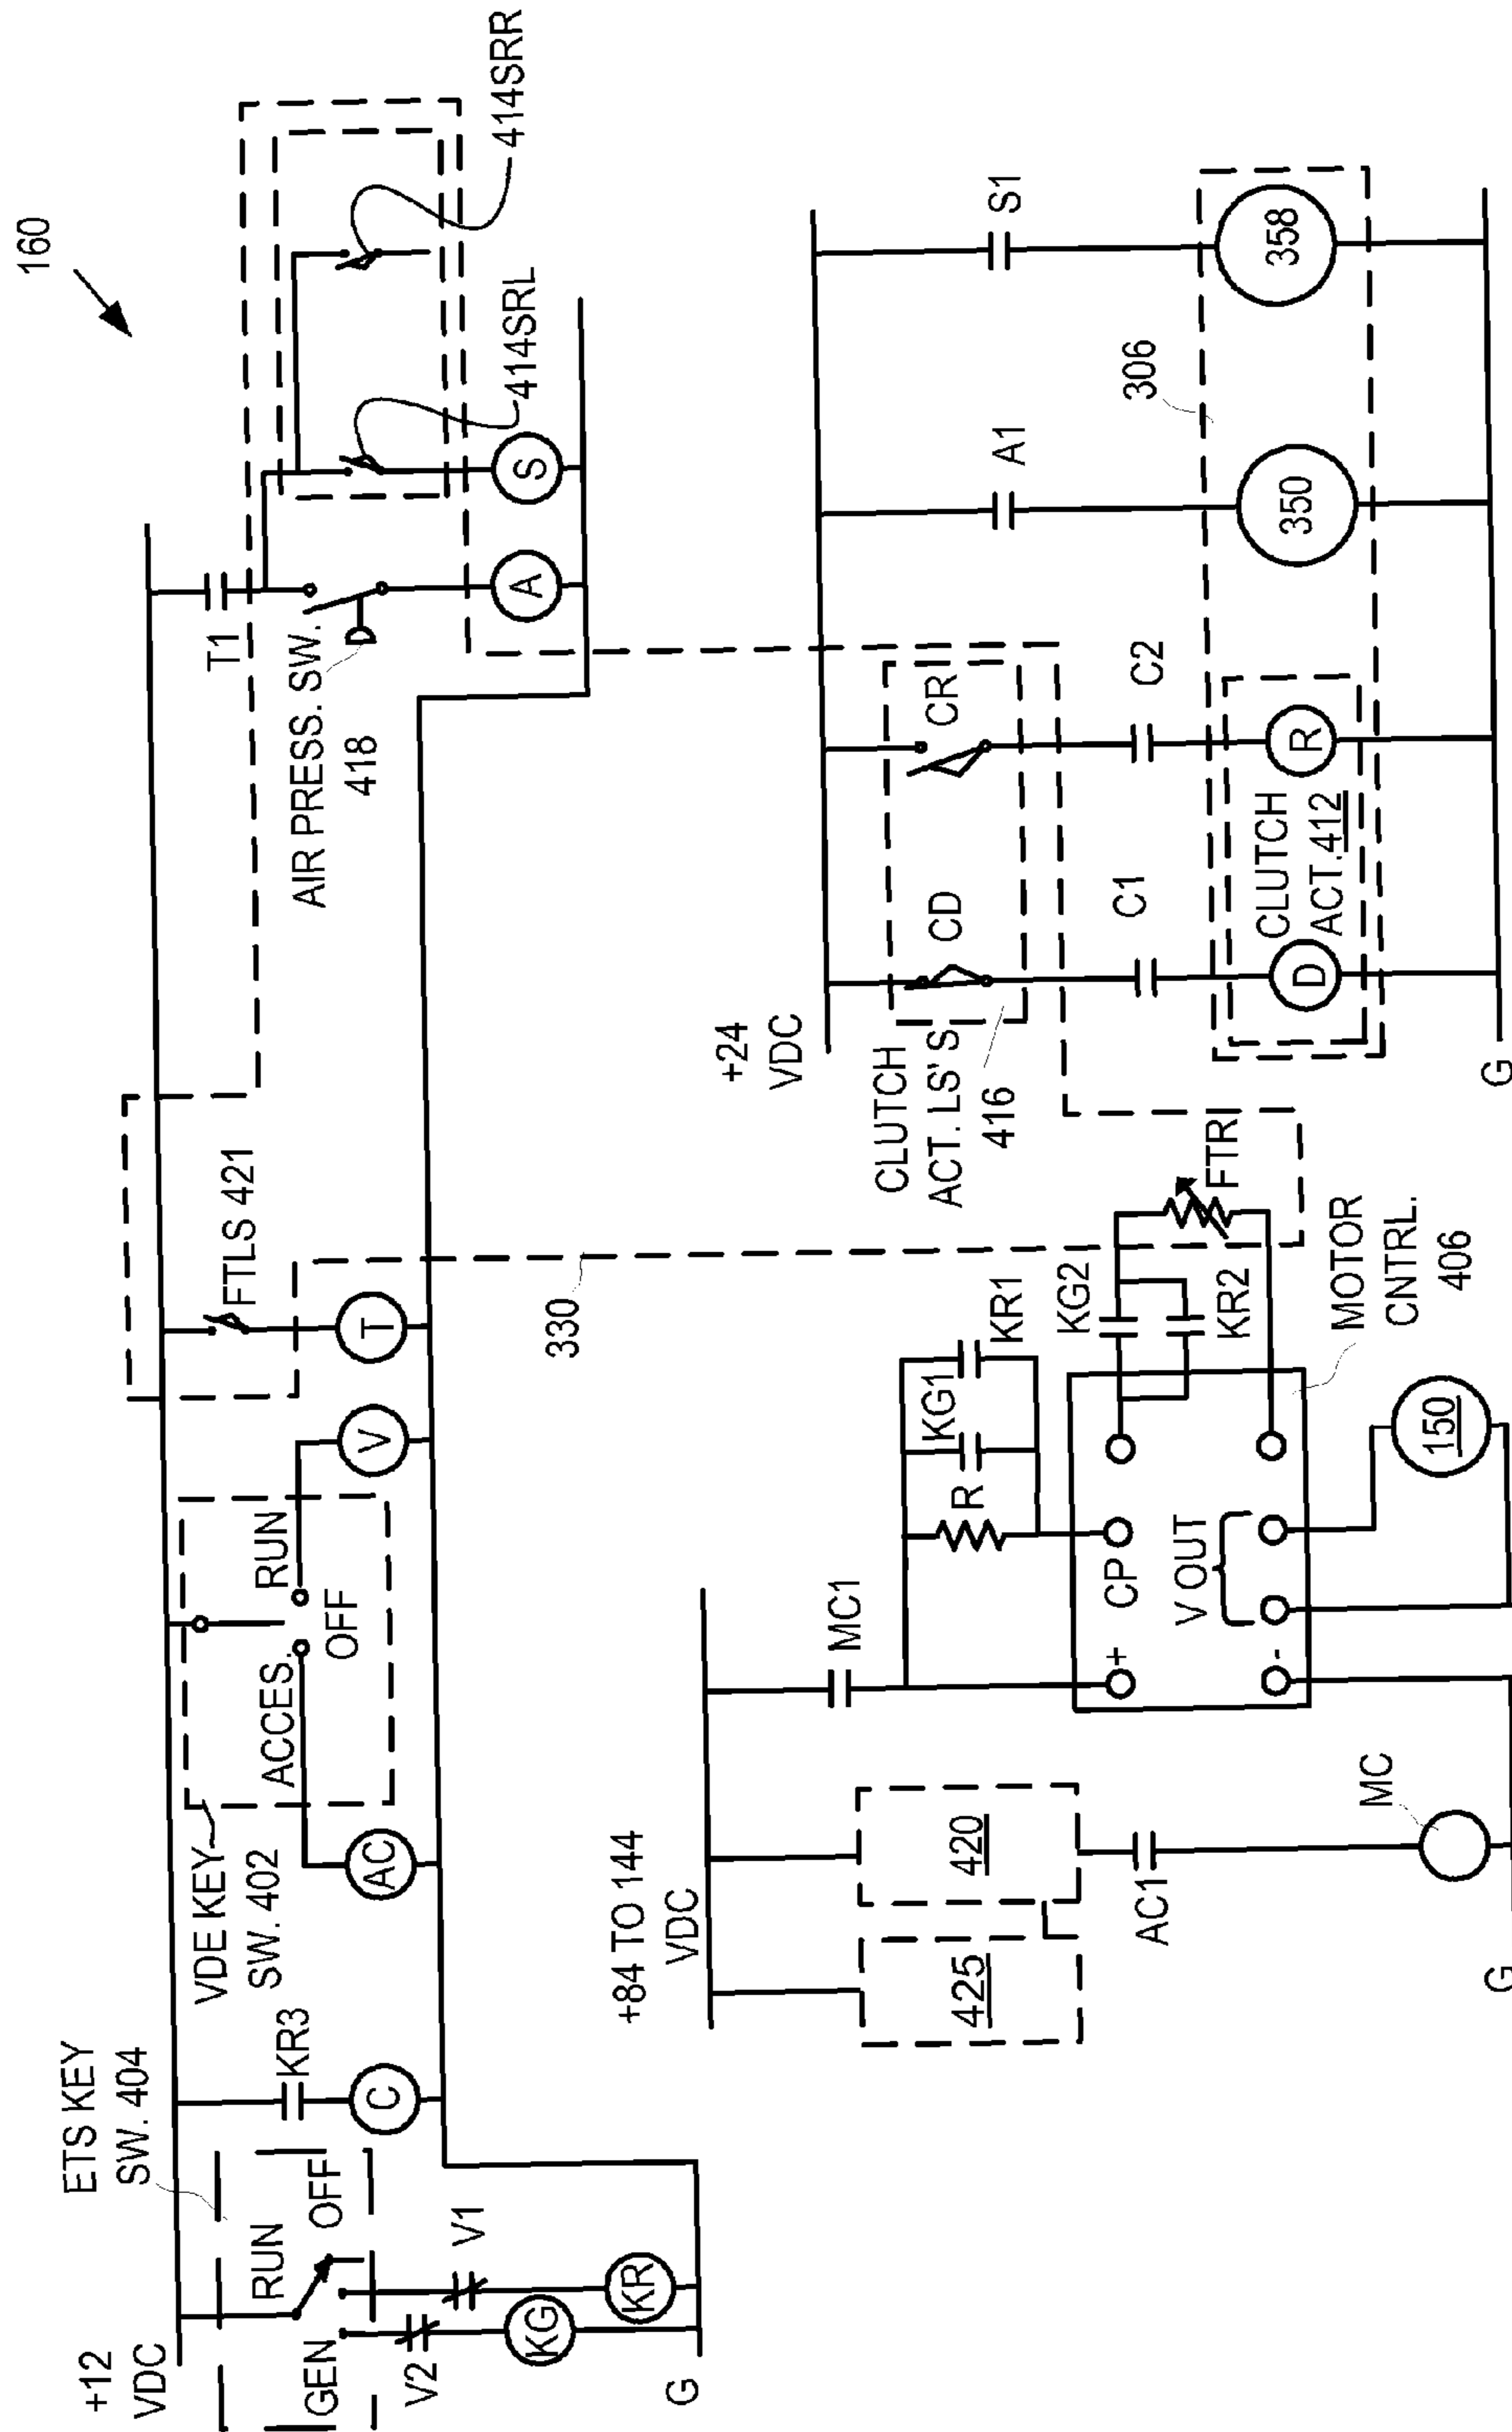 160
ETS KEY
SW. 404
+12
VDC
RUN
OFF
GEN
V2
V1
KG
KR
G
KR3
C
VDE KEY
SW. 402
ACCES.
RUN
OFF
AC
V
FTLS 421
T
330
T1
AIR PRESS. SW.
418
A
S
414SRL
414SRR
+84 TO 144
VDC
425
420
AC1
MC
G
MC1
R
KG1
KR1
KG2
KR2
FTRI
+
CP
-
V OUT
150
MOTOR
CNTRL.
406
+24
VDC
CLUTCH
ACT. LS'S
416
CD
CR
C1
C2
A1
S1
306
D
CLUTCH
ACT.412
R
350
358
G